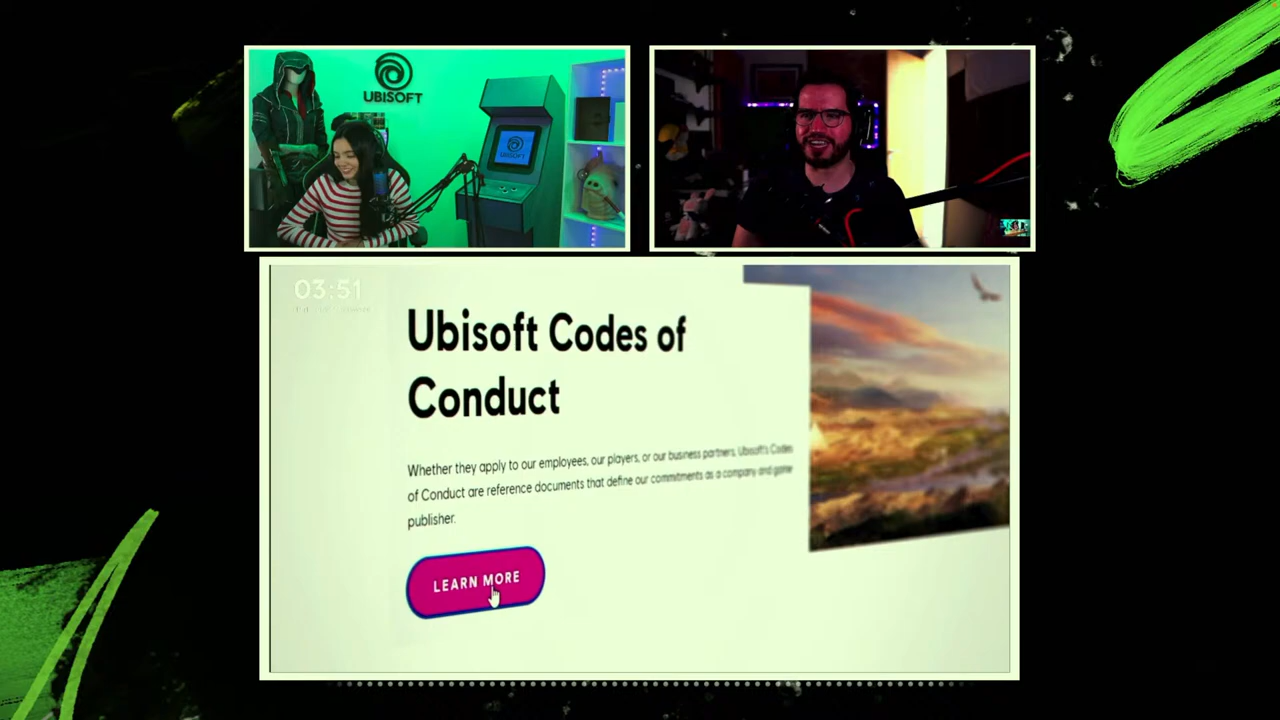 UBISOFT
UBISOFT
03:51
Ubisoft Codes of
Conduct
Whether they apply to our employees, our players, or our business partners, Ubisoft's Codes
of Conduct are reference documents that define our commitments as a company and game
publisher.
LEARN MORE